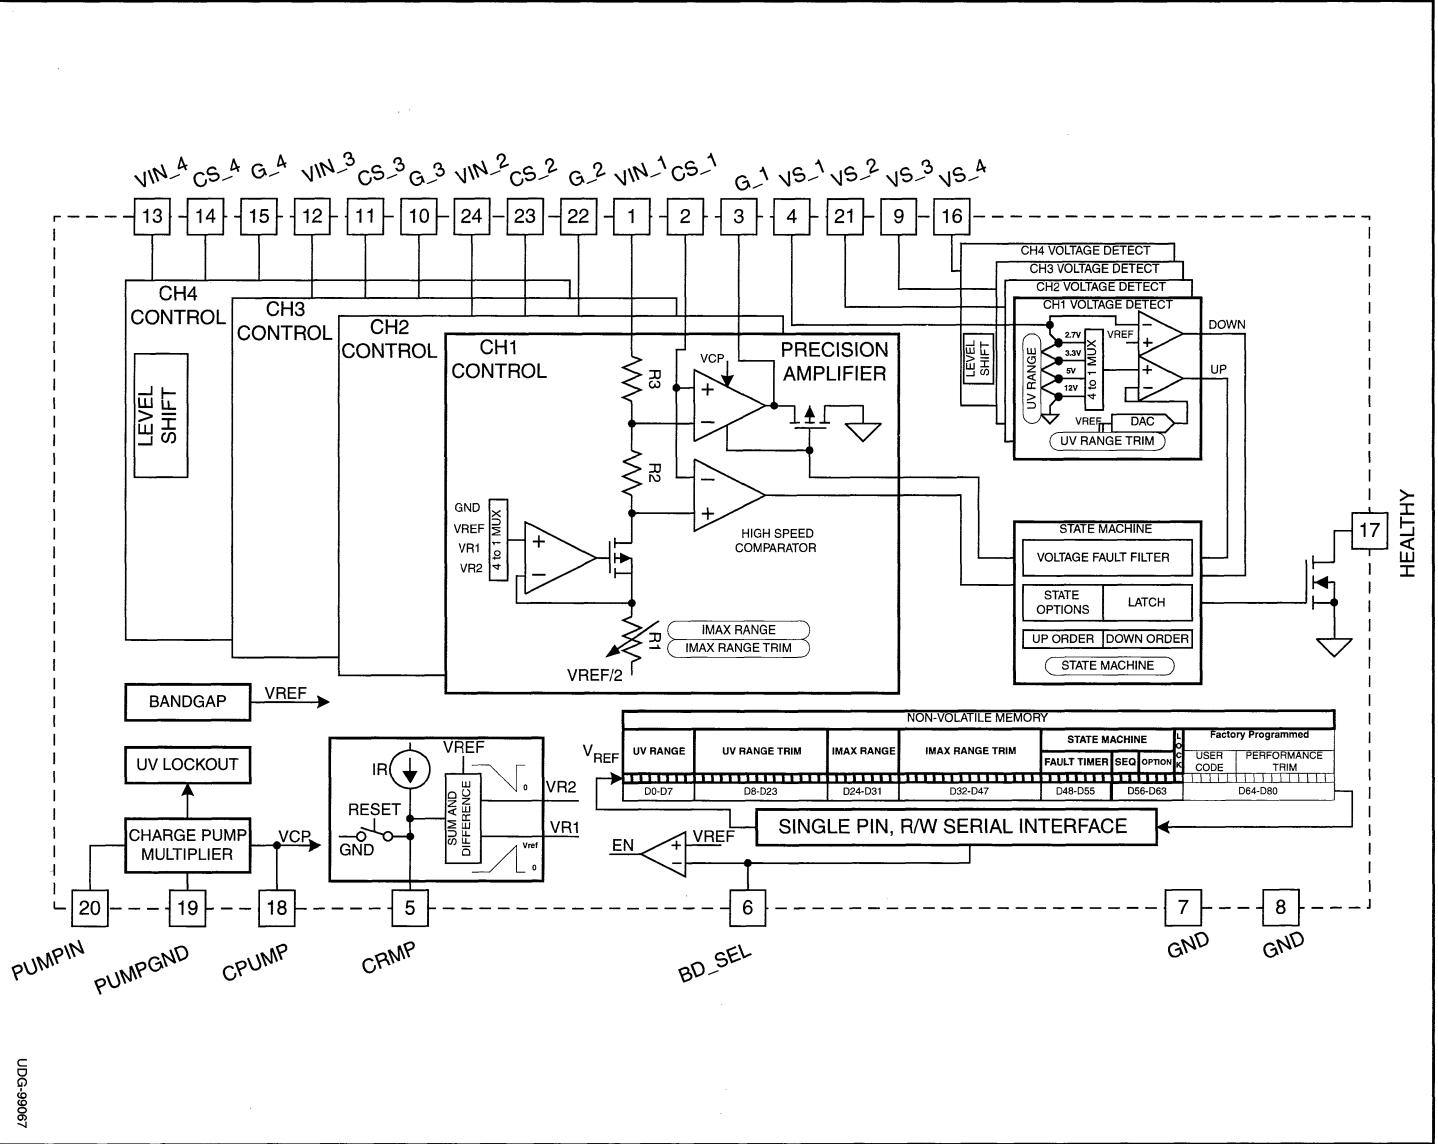 VIN_4 CS_4 G_4 VIN_3 CS_3 G_3 VIN_2 CS_2 G_2 VIN_1 CS_1 G_1 VS_1 VS_2 VS_3 VS_4
13 14 15 12 11 10 24 23 22 1 2 3 4 21 9 16
CH4
CONTROL
LEVEL
SHIFT
CH3
CONTROL
CH2
CONTROL
CH1
CONTROL
PRECISION
AMPLIFIER
VCP
R3
+
−
R2
−
+
HIGH SPEED
COMPARATOR
GND
VREF
VR1
VR2
4 to 1 MUX
+
−
R1
IMAX RANGE
IMAX RANGE TRIM
VREF/2
CH4 VOLTAGE DETECT
CH3 VOLTAGE DETECT
CH2 VOLTAGE DETECT
CH1 VOLTAGE DETECT
LEVEL
SHIFT
UV RANGE
2.7V
3.3V
5V
12V
4 to 1 MUX
VREF
−
+
+
−
DOWN
UP
VREF
DAC
UV RANGE TRIM
STATE MACHINE
VOLTAGE FAULT FILTER
STATE
OPTIONS
LATCH
UP ORDER
DOWN ORDER
STATE MACHINE
17
HEALTHY
BANDGAP
VREF
UV LOCKOUT
CHARGE PUMP
MULTIPLIER
VCP
IR
VREF
0
RESET
GND
SUM AND
DIFFERENCE
VR2
VR1
Vref
0
NON-VOLATILE MEMORY
VREF
UV RANGE
UV RANGE TRIM
IMAX RANGE
IMAX RANGE TRIM
STATE MACHINE
FAULT TIMER
SEQ
OPTION
LOCK
Factory Programmed
USER
CODE
PERFORMANCE
TRIM
D0-D7 D8-D23 D24-D31 D32-D47 D48-D55 D56-D63 D64-D80
SINGLE PIN, R/W SERIAL INTERFACE
EN
+
−
VREF
20 19 18 5 6 7 8
PUMPIN PUMPGND CPUMP CRMP BD_SEL GND GND
UDG-99067